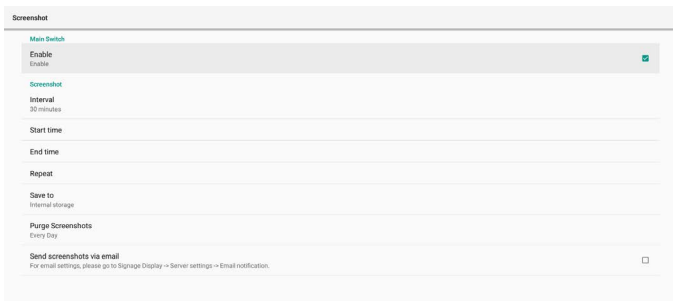 Screenshot
Main Switch
Enable
Enable
Screenshot
Interval
30 minutes
Start time
End time
Repeat
Save to
Internal storage
Purge Screenshots
Every Day
Send screenshots via email
For email settings, please go to Signage Display -> Server settings -> Email notification.